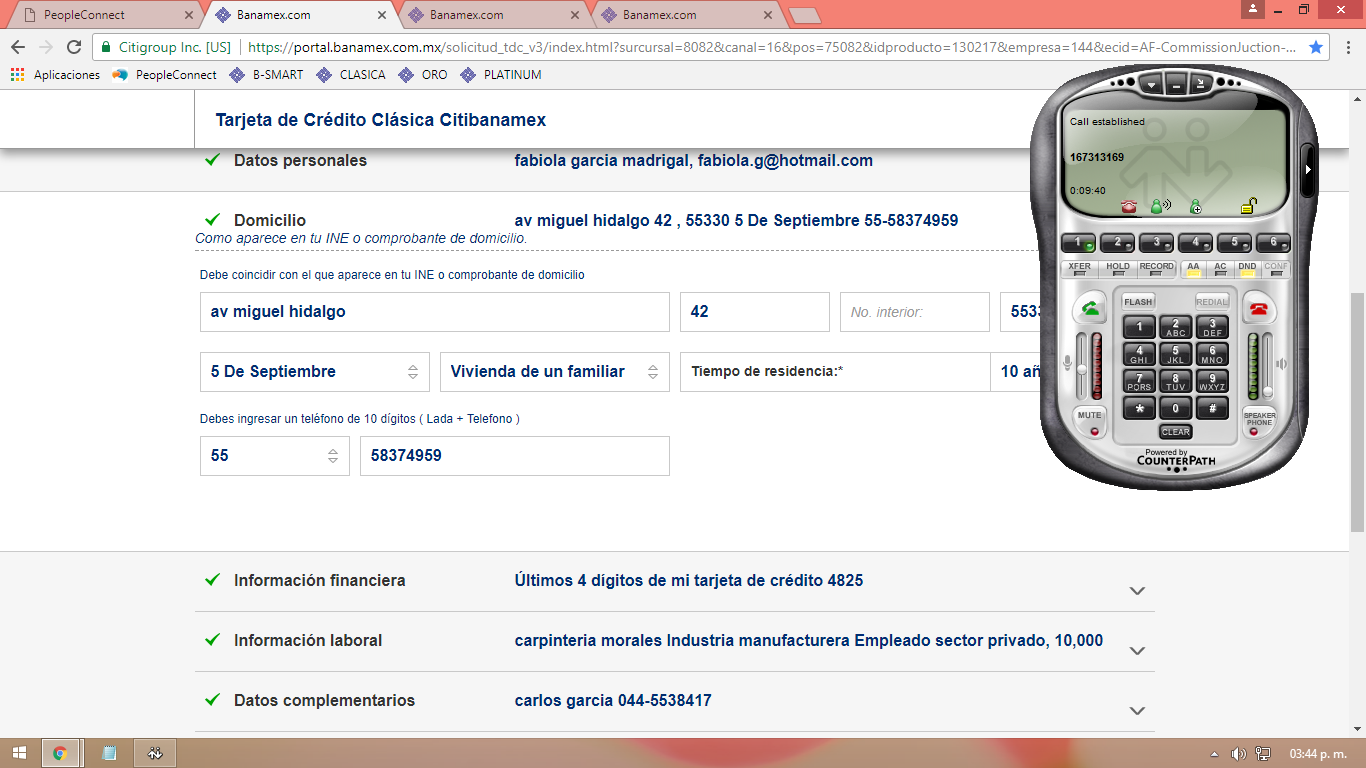 PeopleConnect
Banamex.com
Banamex.com
Banamex.com
Citigroup Inc. [US]
https://portal.banamex.com.mx/solicitud_tdc_v3/index.html?sursursal=8082&canal=16&pos=75082&idproducto=130217&empresa=144&ecid=AF-CommissionJuction-...
Aplicaciones PeopleConnect B-SMART CLASICA ORO PLATINUM
Tarjeta de Crédito Clásica Citibanamex
Datos personales fabiola garcia madrigal, fabiola.g@hotmail.com
Domicilio av miguel hidalgo 42 , 55330 5 De Septiembre 55-58374959
Como aparece en tu INE o comprobante de domicilio.
Debe coincidir con el que aparece en tu INE o comprobante de domicilio
av miguel hidalgo 42 No. interior:
5 De Septiembre Vivienda de un familiar Tiempo de residencia:* 10
Debes ingresar un teléfono de 10 dígitos ( Lada + Telefono )
55 58374959
Información financiera Últimos 4 dígitos de mi tarjeta de crédito 4825
Información laboral carpinteria morales Industria manufacturera Empleado sector privado, 10,000
Datos complementarios carlos garcia 044-5538417
Call established
167313169
0:09:40
1 2 3 4 5 6
XFER HOLD RECORD AA AC DND CONF
FLASH REDIAL
1 2 ABC 3 DEF
4 GHI 5 JKL 6 MNO
7 PQRS 8 TUV 9 WXYZ
* 0 #
MUTE SPEAKER PHONE
CLEAR
Powered by
COUNTERPATH
03:44 p. m.